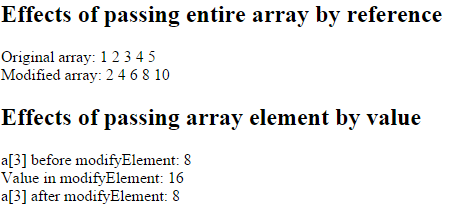 Effects of passing entire array by reference
Original array: 1 2 3 4 5
Modified array: 2 4 6 8 10
Effects of passing array element by value
a[3] before modifyElement: 8
Value in modifyElement: 16
a[3] after modifyElement: 8